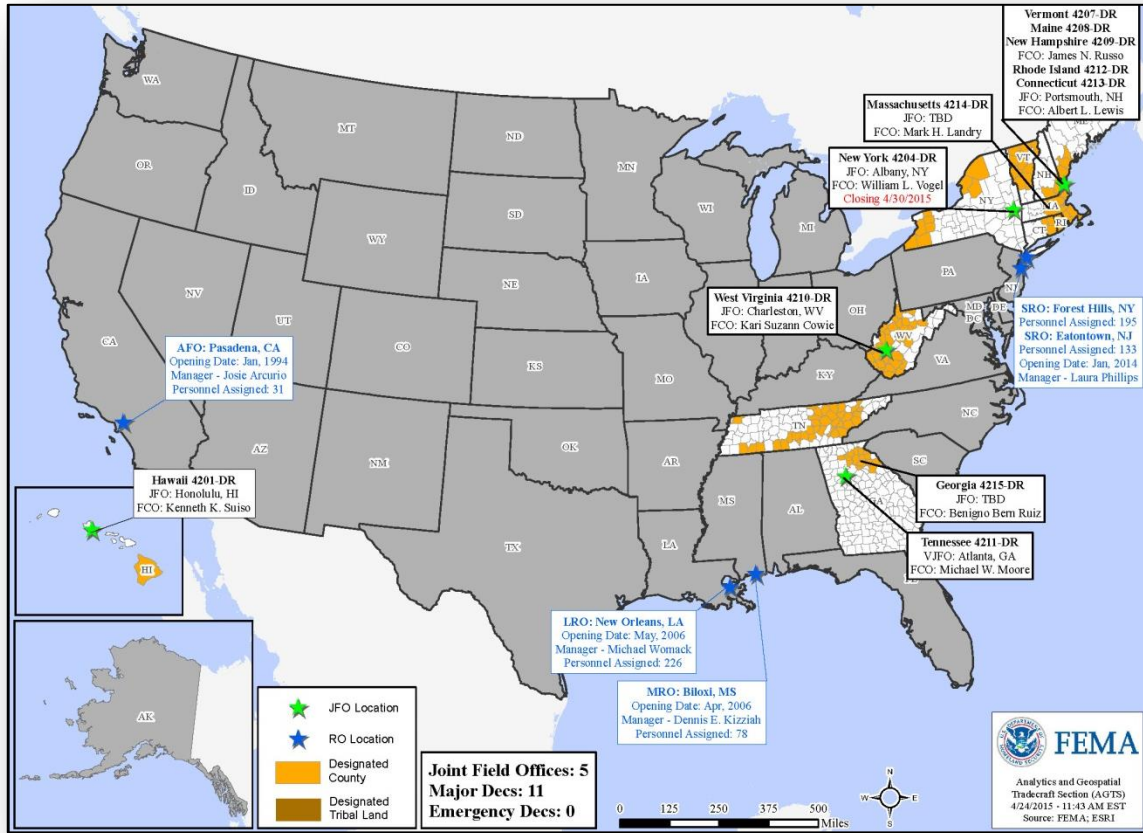 Vermont 4207-DR
Maine 4208-DR
New Hampshire 4209-DR
FCO: James N. Russo
Rhode Island 4212-DR
Connecticut 4213-DR
JFO: Portsmouth, NH
FCO: Albert L. Lewis
Massachusetts 4214-DR
JFO: TBD
FCO: Mark H. Landry
New York 4204-DR
JFO: Albany, NY
FCO: William L. Vogel
Closing 4/30/2015
West Virginia 4210-DR
JFO: Charleston, WV
FCO: Kari Suzann Cowie
SRO: Forest Hills, NY
Personnel Assigned: 195
SRO: Eatontown, NJ
Personnel Assigned: 133
Opening Date: Jan, 2014
Manager - Laura Phillips
AFO: Pasadena, CA
Opening Date: Jan, 1994
Manager - Josie Arcurio
Personnel Assigned: 31
Hawaii 4201-DR
JFO: Honolulu, HI
FCO: Kenneth K. Suiso
Georgia 4215-DR
JFO: TBD
FCO: Benigno Bern Ruiz
Tennessee 4211-DR
VJFO: Atlanta, GA
FCO: Michael W. Moore
LRO: New Orleans, LA
Opening Date: May, 2006
Manager - Michael Womack
Personnel Assigned: 226
MRO: Biloxi, MS
Opening Date: Apr, 2006
Manager - Dennis E. Kizziah
Personnel Assigned: 78
WA
MT
ND
MN
OR
ID
SD
WI
MI
WY
NE
IA
NV
UT
CO
KS
MO
CA
AZ
NM
OK
AR
TX
LA
MS
AL
TN
KY
OH
WV
VA
NC
SC
PA
NJ
MD
DC
DE
NY
VT
NH
ME
MA
CT
RI
HI
AK
JFO Location
RO Location
Designated
County
Designated
Tribal Land
Joint Field Offices: 5
Major Decs: 11
Emergency Decs: 0
0 125 250 375 500
Miles
N
W
E
S
FEMA
Analytics and Geospatial
Tradecraft Section (AGTS)
4/24/2015 - 11:43 AM EST
Source: FEMA; ESRI